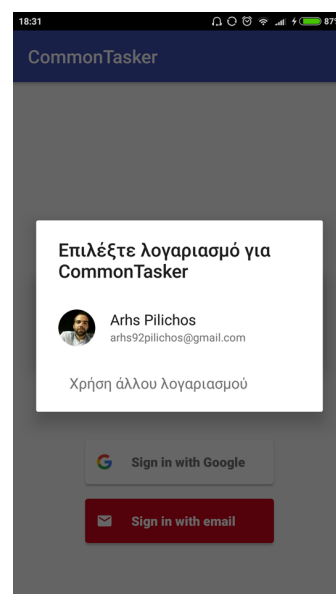 18:31
87%
CommonTasker
Επιλέξτε λογαριασμό για
CommonTasker
Arhs Pilichos
arhs92pilichos@gmail.com
Χρήση άλλου λογαριασμού
Sign in with Google
Sign in with email